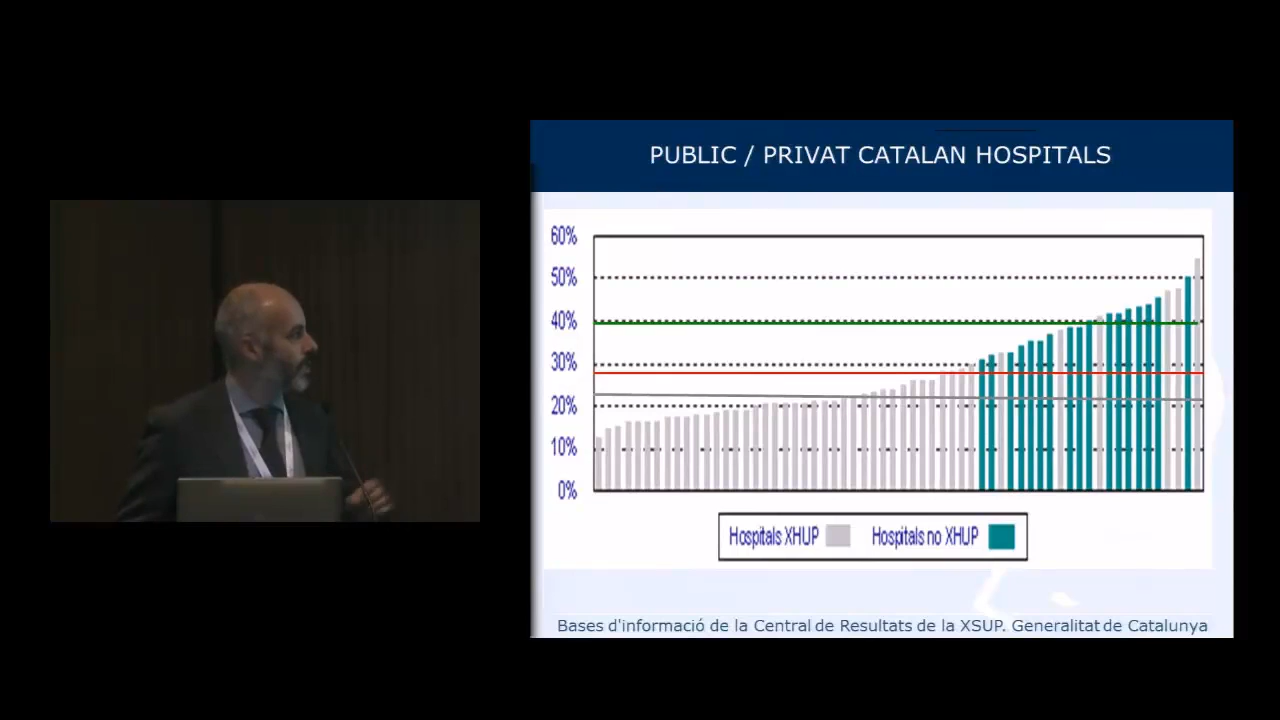 PUBLIC / PRIVAT CATALAN HOSPITALS
60%
50%
40%
30%
20%
10%
0%
Hospitals XHUP
Hospitals no XHUP
Bases d'informació de la Central de Resultats de la XSUP. Generalitat de Catalunya